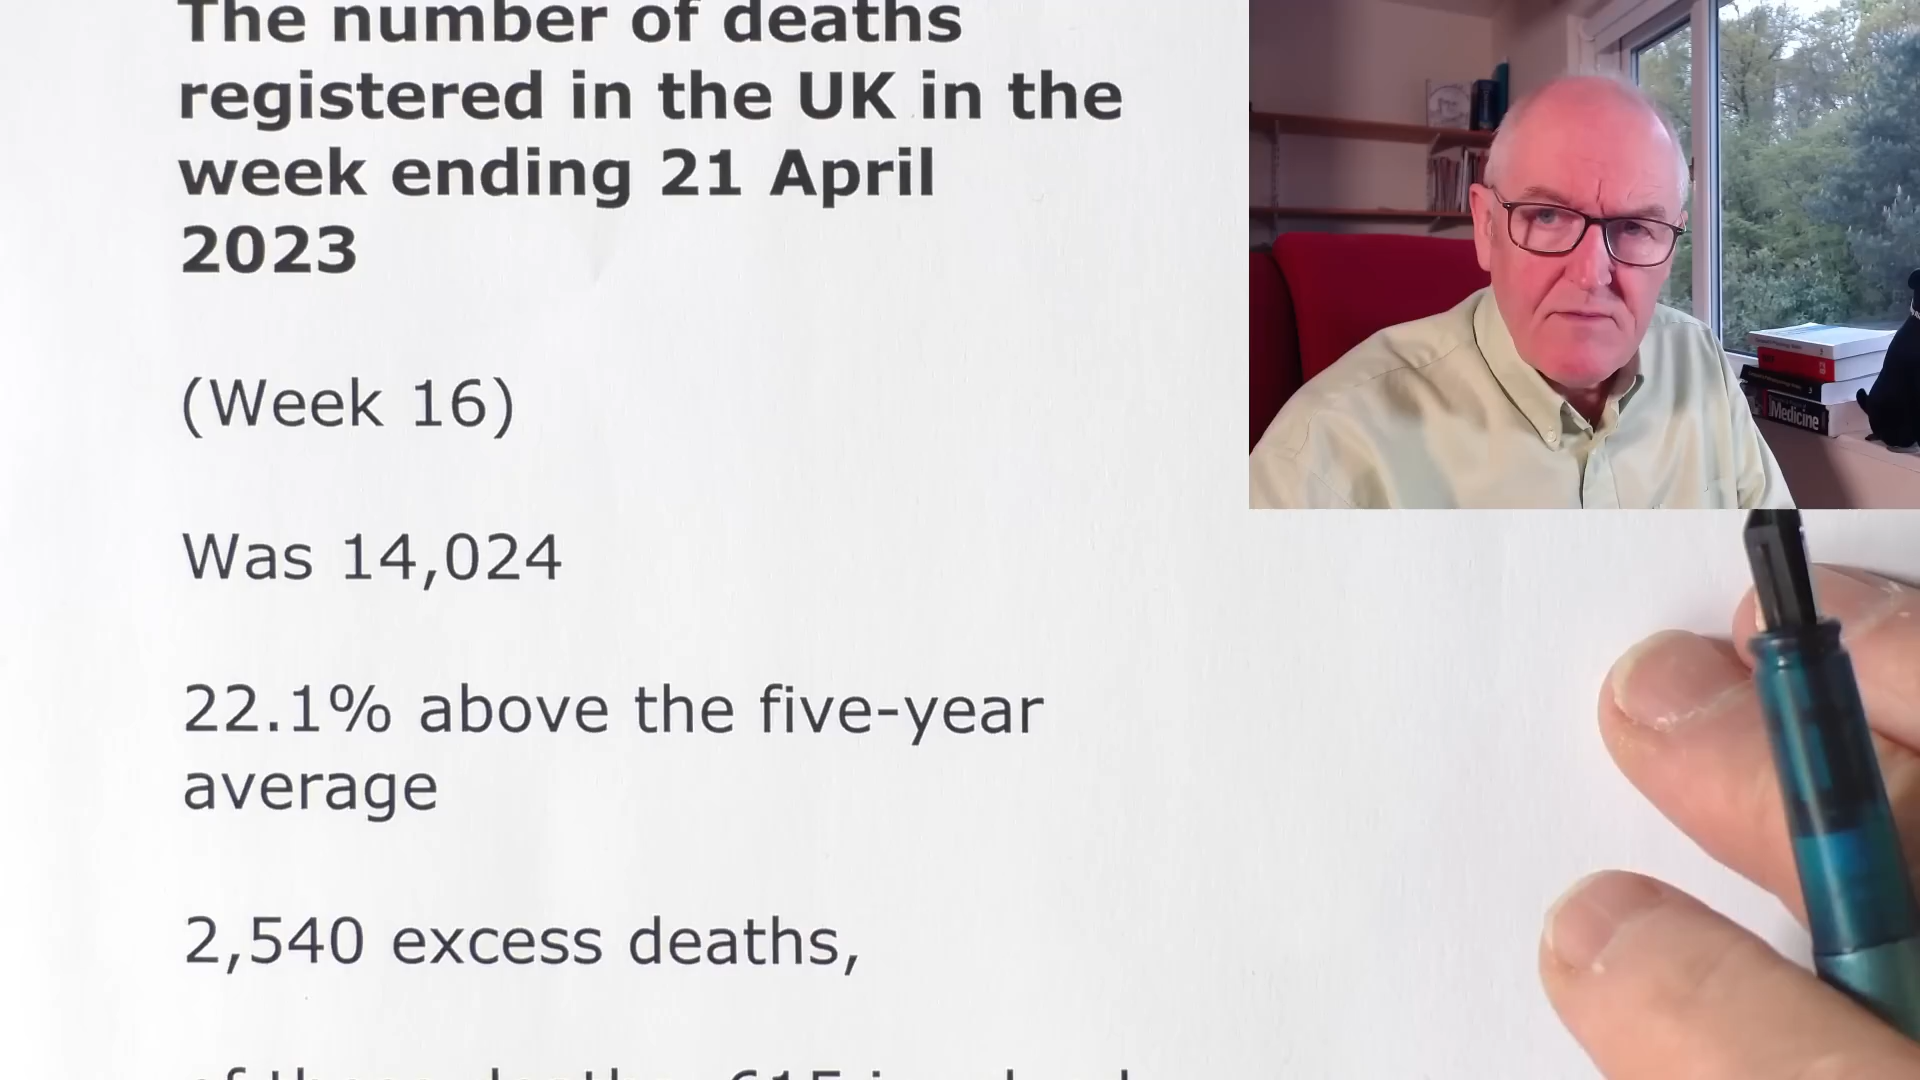 The number of deaths
registered in the UK in the
week ending 21 April
2023
(Week 16)
Was 14,024
22.1% above the five-year
average
2,540 excess deaths,
Medicine